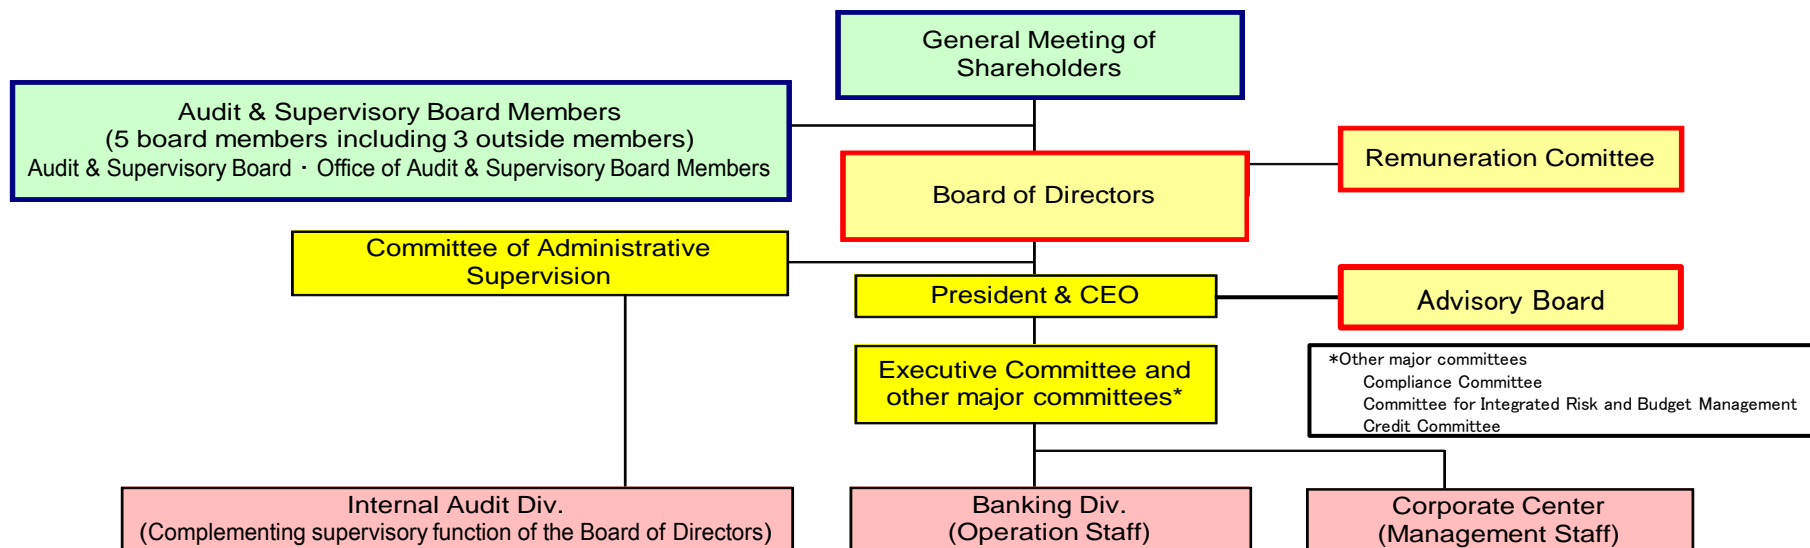 General Meeting of
Shareholders
Audit & Supervisory Board Members
(5 board members including 3 outside members)
Audit & Supervisory Board・Office of Audit & Supervisory Board Members
Remuneration Comittee
Board of Directors
Committee of Administrative
Supervision
President & CEO
Advisory Board
Executive Committee and
other major committees*
*Other major committees
Compliance Committee
Committee for Integrated Risk and Budget Management
Credit Committee
Internal Audit Div.
(Complementing supervisory function of the Board of Directors)
Banking Div.
(Operation Staff)
Corporate Center
(Management Staff)